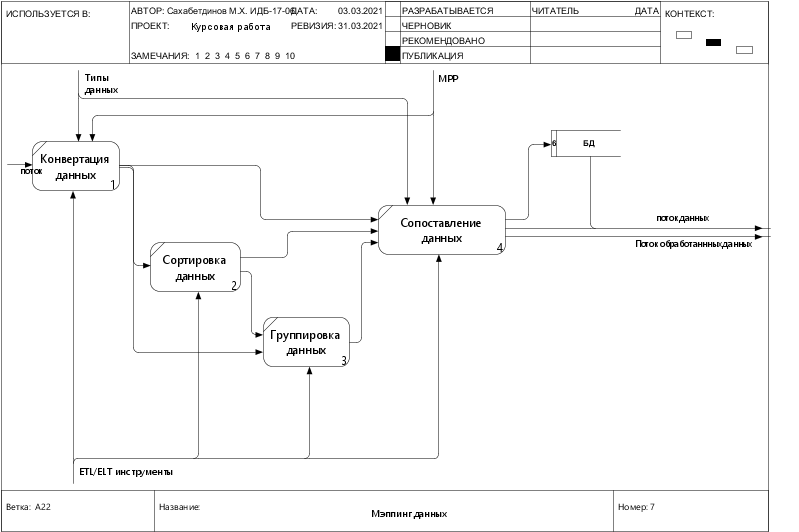 ИСПОЛЬЗУЕТСЯ В:
АВТОР: Сахабетдинов М.Х. ИДБ-17-06
ДАТА: 03.03.2021
ПРОЕКТ: Курсовая работа
РЕВИЗИЯ: 31.03.2021
ЗАМЕЧАНИЯ: 1 2 3 4 5 6 7 8 9 10
РАЗРАБАТЫВАЕТСЯ
ЧЕРНОВИК
РЕКОМЕНДОВАНО
ПУБЛИКАЦИЯ
ЧИТАТЕЛЬ ДАТА
КОНТЕКСТ:
Типы
данных
МРР
поток
Конвертация
данных
1
6 БД
Сопоставление
данных
4
поток данных
Поток обработаннных данных
Сортировка
данных
2
Группировка
данных
3
ETL/ELT инструменты
Ветка: A22
Название:
Мэппинг данных
Номер: 7